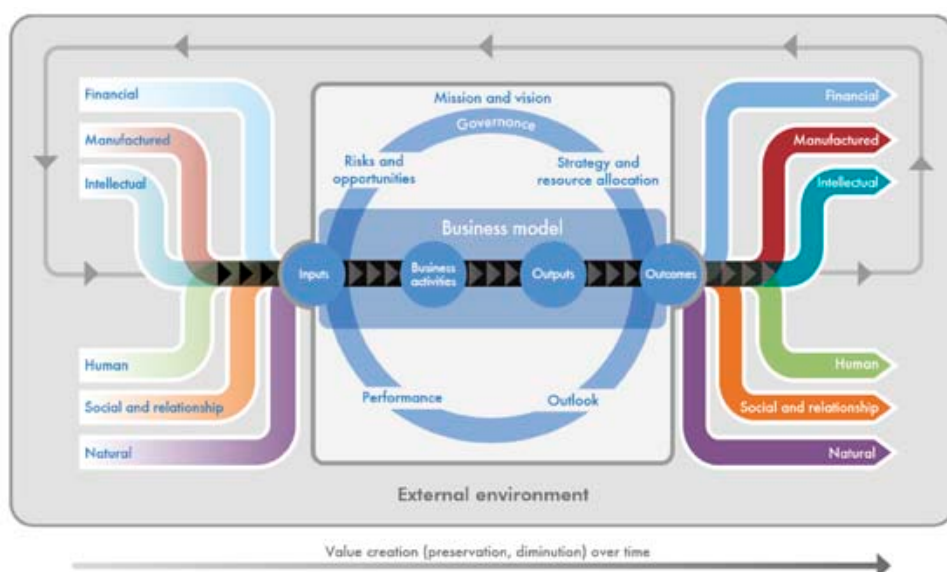 Financial
Manufactured
Intellectual
Human
Social and relationship
Natural
Mission and vision
Governance
Risks and
opportunities
Strategy and
resource allocation
Business model
Inputs
Business
activities
Outputs
Outcomes
Performance
Outlook
Financial
Manufactured
Intellectual
Human
Social and relationship
Natural
External environment
Value creation (preservation, diminution) over time